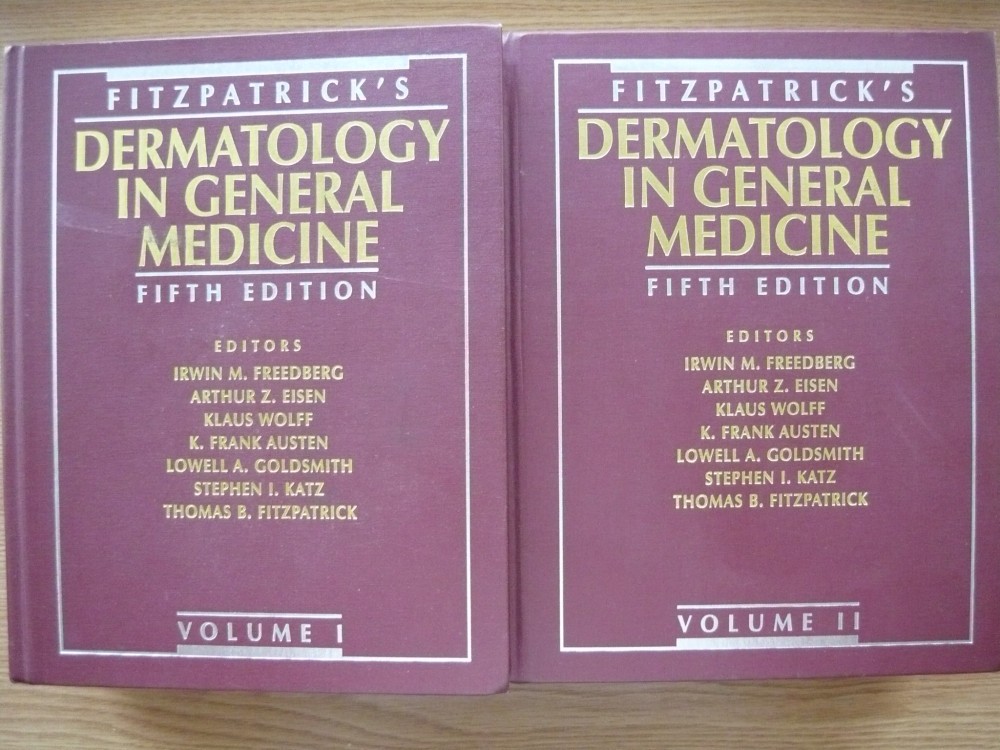 FITZPATRICK'S
DERMATOLOGY
IN GENERAL
MEDICINE
FIFTH EDITION
EDITORS
IRWIN M. FREEDBERG
ARTHUR Z. EISEN
KLAUS WOLFF
K. FRANK AUSTEN
LOWELL A. GOLDSMITH
STEPHEN I. KATZ
THOMAS B. FITZPATRICK
VOLUME I
FITZPATRICK'S
DERMATOLOGY
IN GENERAL
MEDICINE
FIFTH EDITION
EDITORS
IRWIN M. FREEDBERG
ARTHUR Z. EISEN
KLAUS WOLFF
K. FRANK AUSTEN
LOWELL A. GOLDSMITH
STEPHEN I. KATZ
THOMAS B. FITZPATRICK
VOLUME II